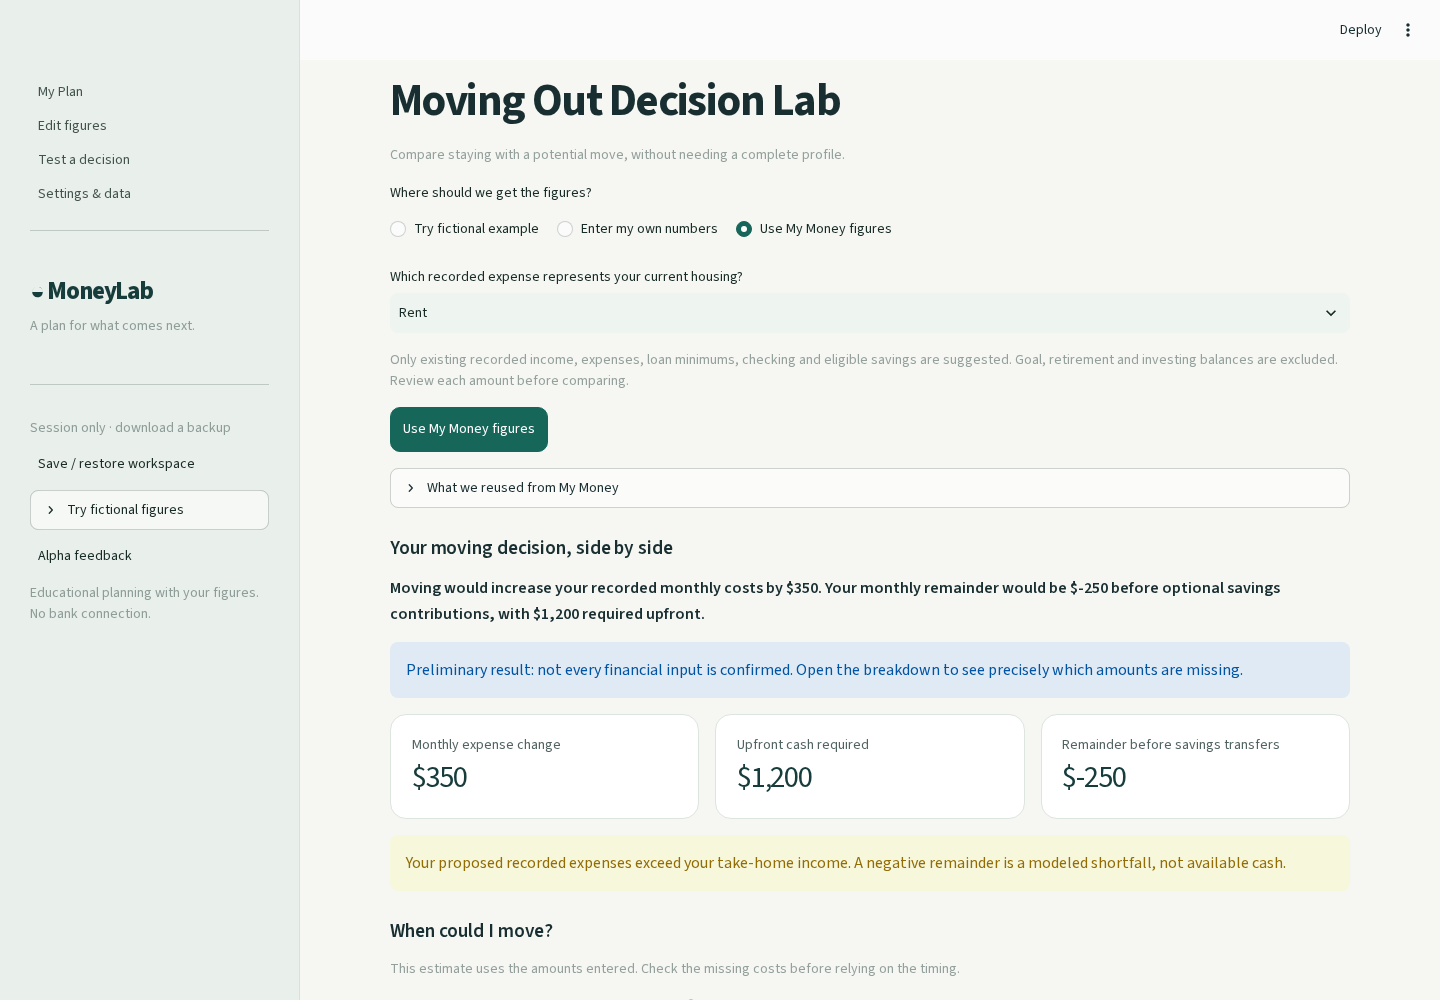 Deploy
My Plan
Edit figures
Test a decision
Settings & data
MoneyLab
A plan for what comes next.
Session only · download a backup
Save / restore workspace
Try fictional figures
Alpha feedback
Educational planning with your figures.
No bank connection.
Moving Out Decision Lab
Compare staying with a potential move, without needing a complete profile.
Where should we get the figures?
Try fictional example
Enter my own numbers
Use My Money figures
Which recorded expense represents your current housing?
Rent
Only existing recorded income, expenses, loan minimums, checking and eligible savings are suggested. Goal, retirement and investing balances are excluded.
Review each amount before comparing.
Use My Money figures
What we reused from My Money
Your moving decision, side by side
Moving would increase your recorded monthly costs by $350. Your monthly remainder would be $-250 before optional savings
contributions, with $1,200 required upfront.
Preliminary result: not every financial input is confirmed. Open the breakdown to see precisely which amounts are missing.
Monthly expense change
$350
Upfront cash required
$1,200
Remainder before savings transfers
$-250
Your proposed recorded expenses exceed your take-home income. A negative remainder is a modeled shortfall, not available cash.
When could I move?
This estimate uses the amounts entered. Check the missing costs before relying on the timing.